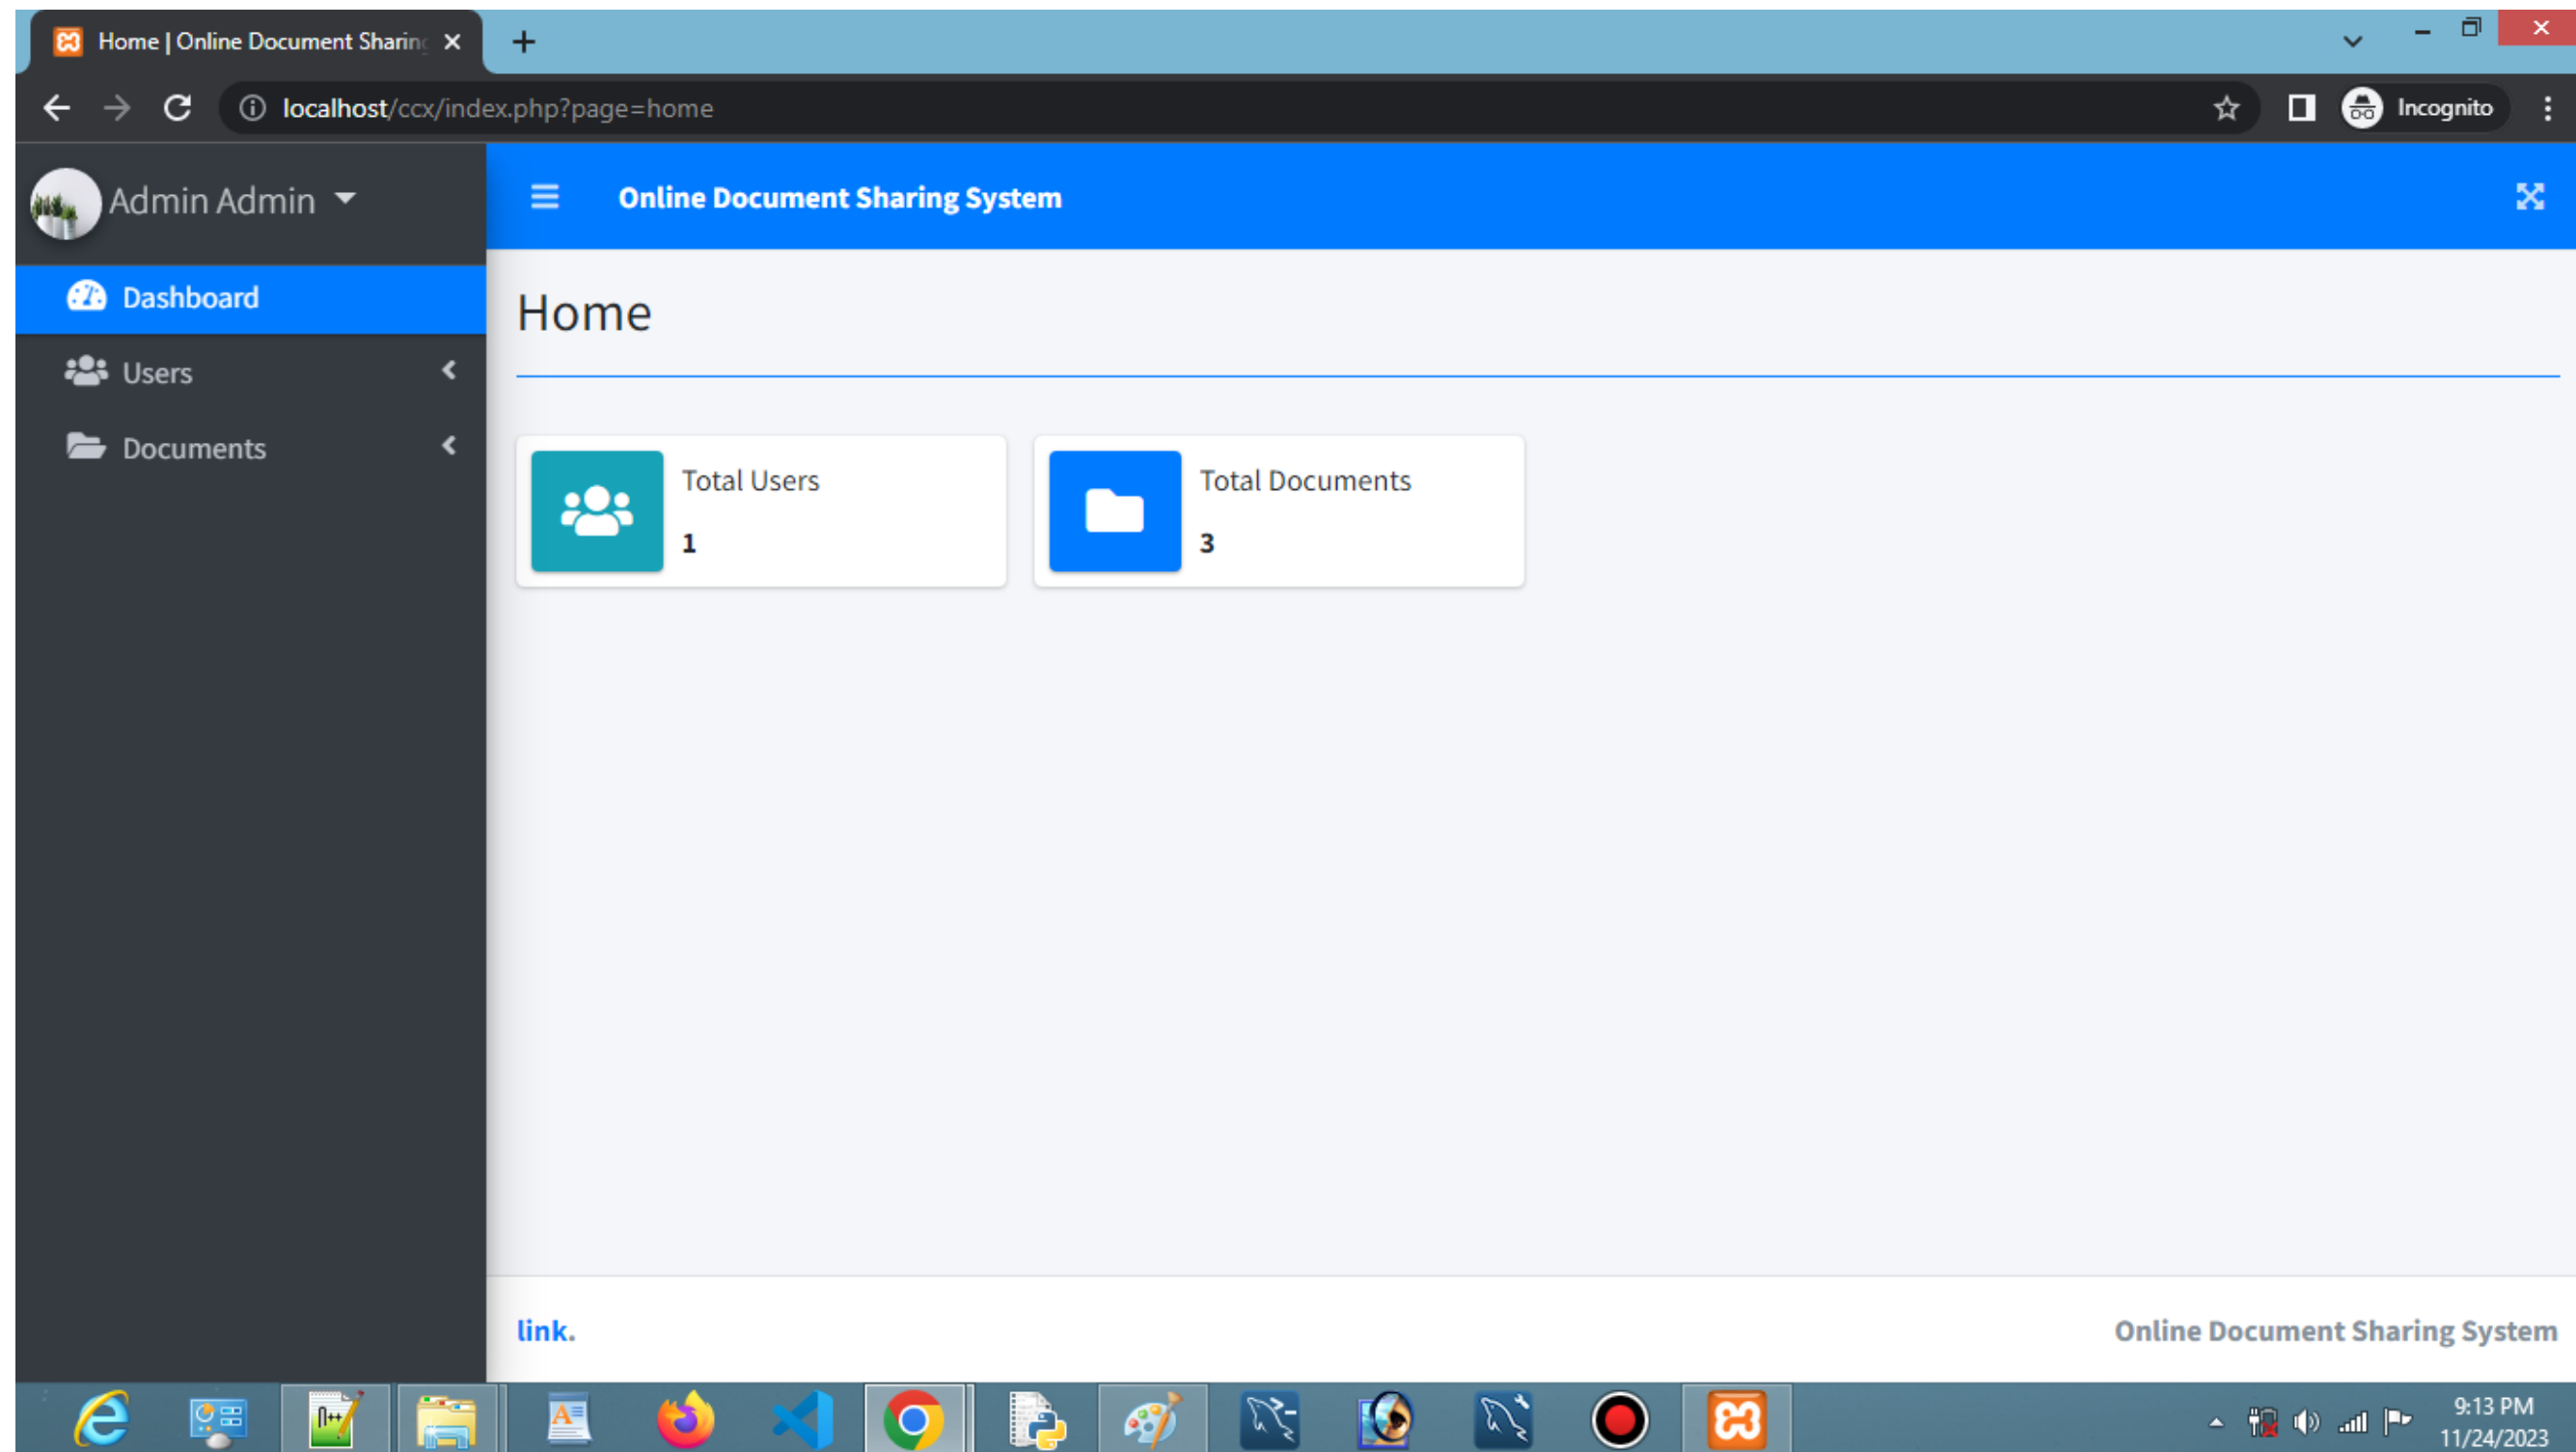 Home | Online Document Sharing
localhost/ccx/index.php?page=home
Incognito
Admin Admin
Online Document Sharing System
Dashboard
Home
Users
Documents
Total Users
1
Total Documents
3
link.
Online Document Sharing System
9:13 PM
11/24/2023